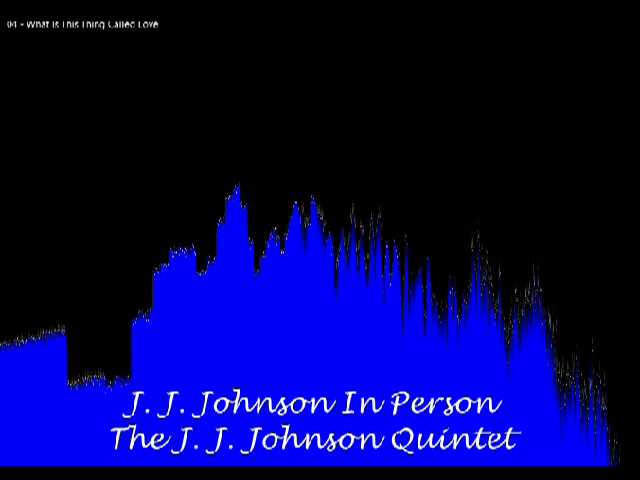 04 - What Is This Thing Called Love
J. J. Johnson In Person
The J. J. Johnson Quintet